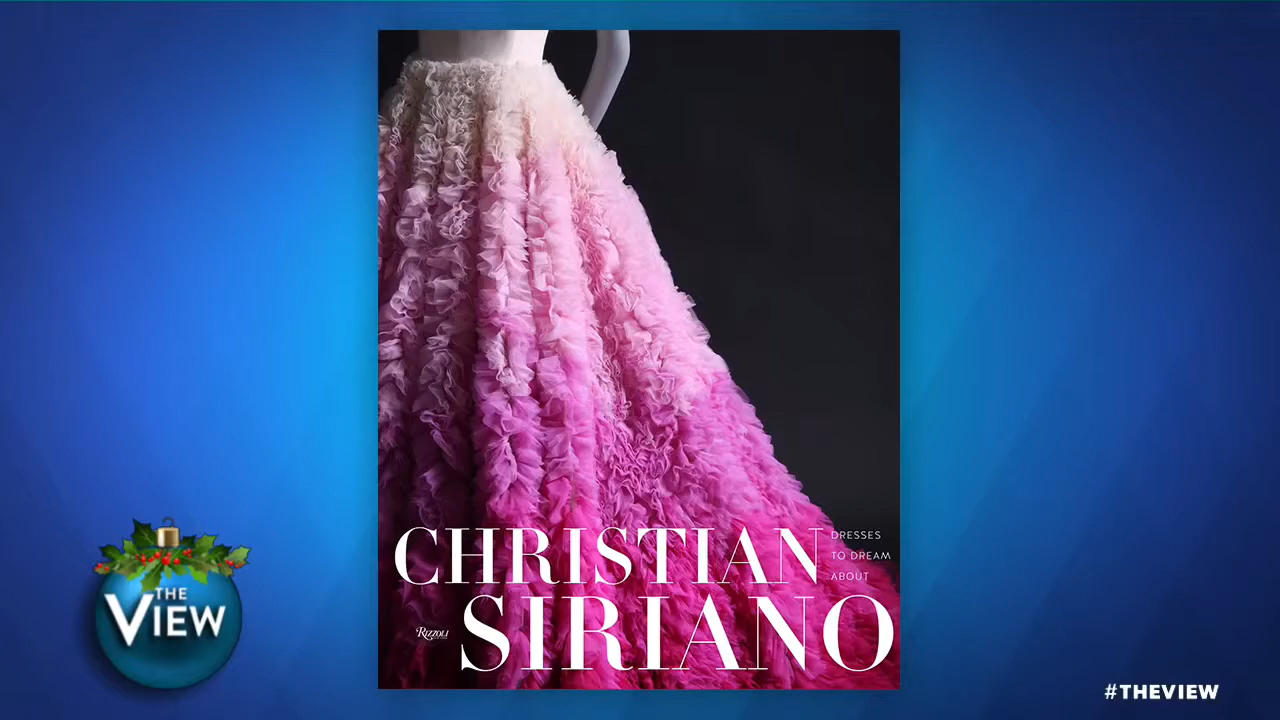 CHRISTIAN
DRESSES
TO DREAM
ABOUT
RIZZOLI
SIRIANO
THE
VIEW
#THEVIEW